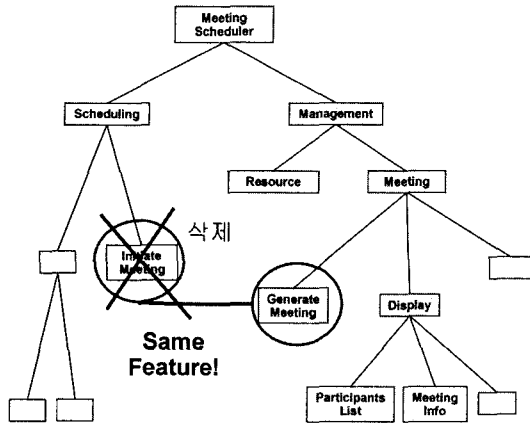 Meeting
Scheduler
Scheduling
Management
Resource
Meeting
삭제
Initiate
Meeting
Generate
Meeting
Display
Same
Feature!
Participants
List
Meeting
Info